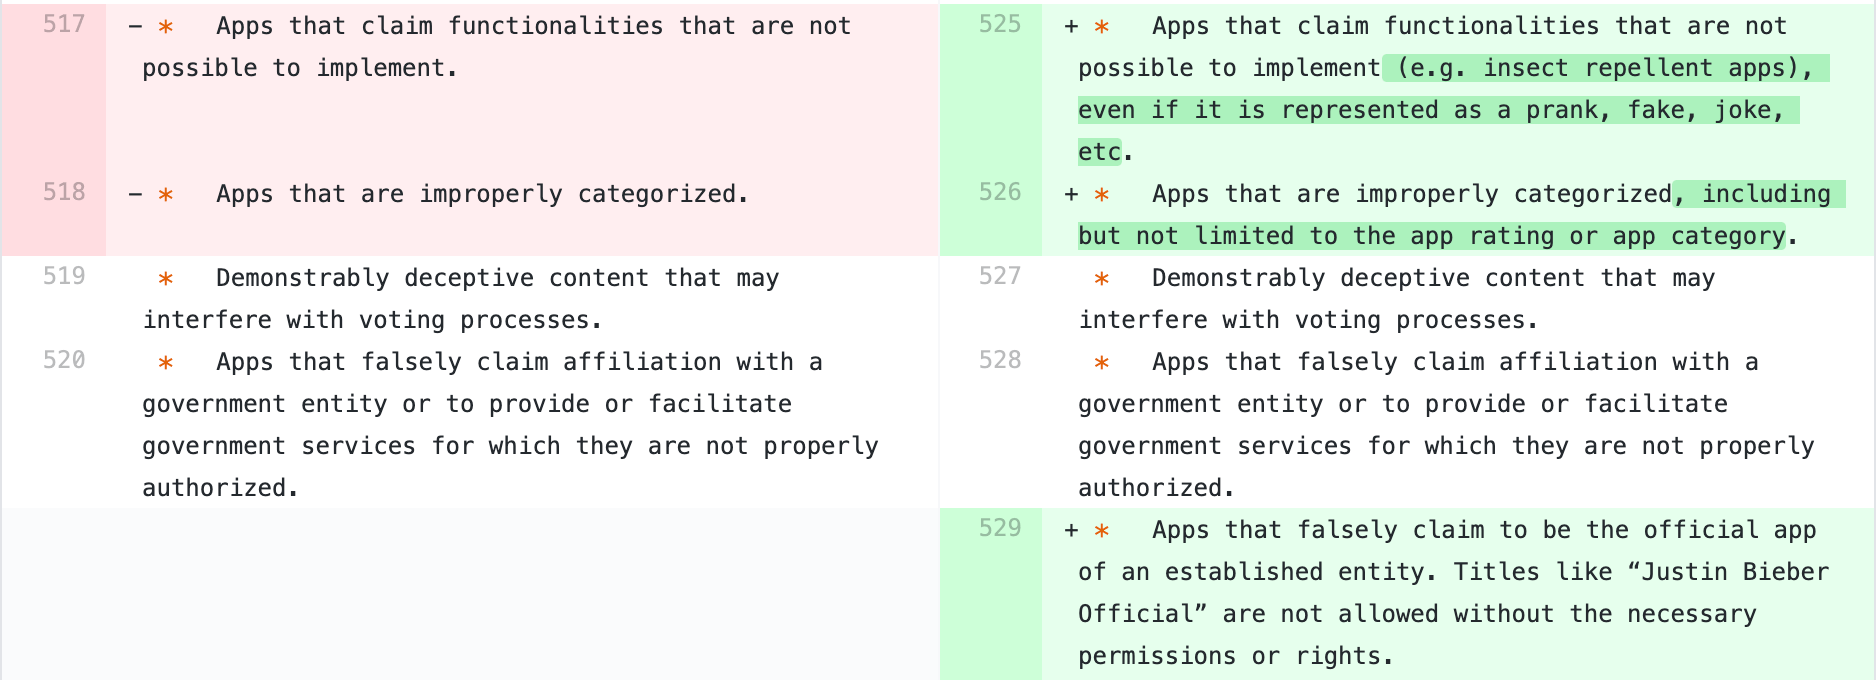 517 - * Apps that claim functionalities that are not
possible to implement.
518 - * Apps that are improperly categorized.
519 * Demonstrably deceptive content that may
interfere with voting processes.
520 * Apps that falsely claim affiliation with a
government entity or to provide or facilitate
government services for which they are not properly
authorized.
525 + * Apps that claim functionalities that are not
possible to implement (e.g. insect repellent apps),
even if it is represented as a prank, fake, joke,
etc.
526 + * Apps that are improperly categorized, including
but not limited to the app rating or app category.
527 * Demonstrably deceptive content that may
interfere with voting processes.
528 * Apps that falsely claim affiliation with a
government entity or to provide or facilitate
government services for which they are not properly
authorized.
529 + * Apps that falsely claim to be the official app
of an established entity. Titles like “Justin Bieber
Official” are not allowed without the necessary
permissions or rights.